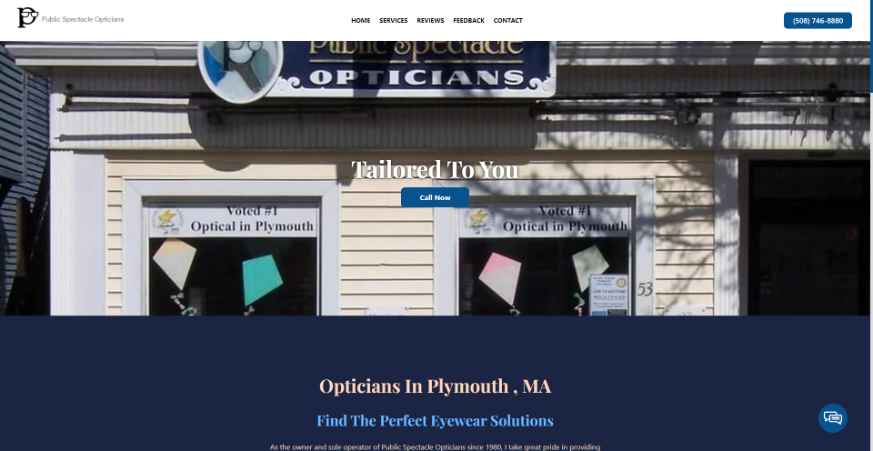 Public Spectacle Opticians
HOME SERVICES REVIEWS FEEDBACK CONTACT
(508) 746-8880
Public Spectacle
OPTICIANS
Tailored To You
Call Now
Voted #1
Optical in Plymouth
Voted #1
Optical in Plymouth
53
Opticians In Plymouth , MA
Find The Perfect Eyewear Solutions
As the owner and sole operator of Public Spectacle Opticians since 1980, I take great pride in providing